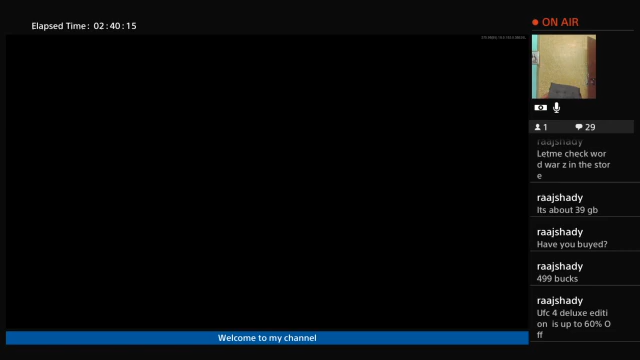 Elapsed Time: 02:40:15
ON AIR
1
29
raajshady
Letme check wor
d war z in the stor
e
raajshady
Its about 39 gb
raajshady
Have you buyed?
raajshady
499 bucks
raajshady
Ufc 4 deluxe editi
on is up to 60% O
ff
Welcome to my channel